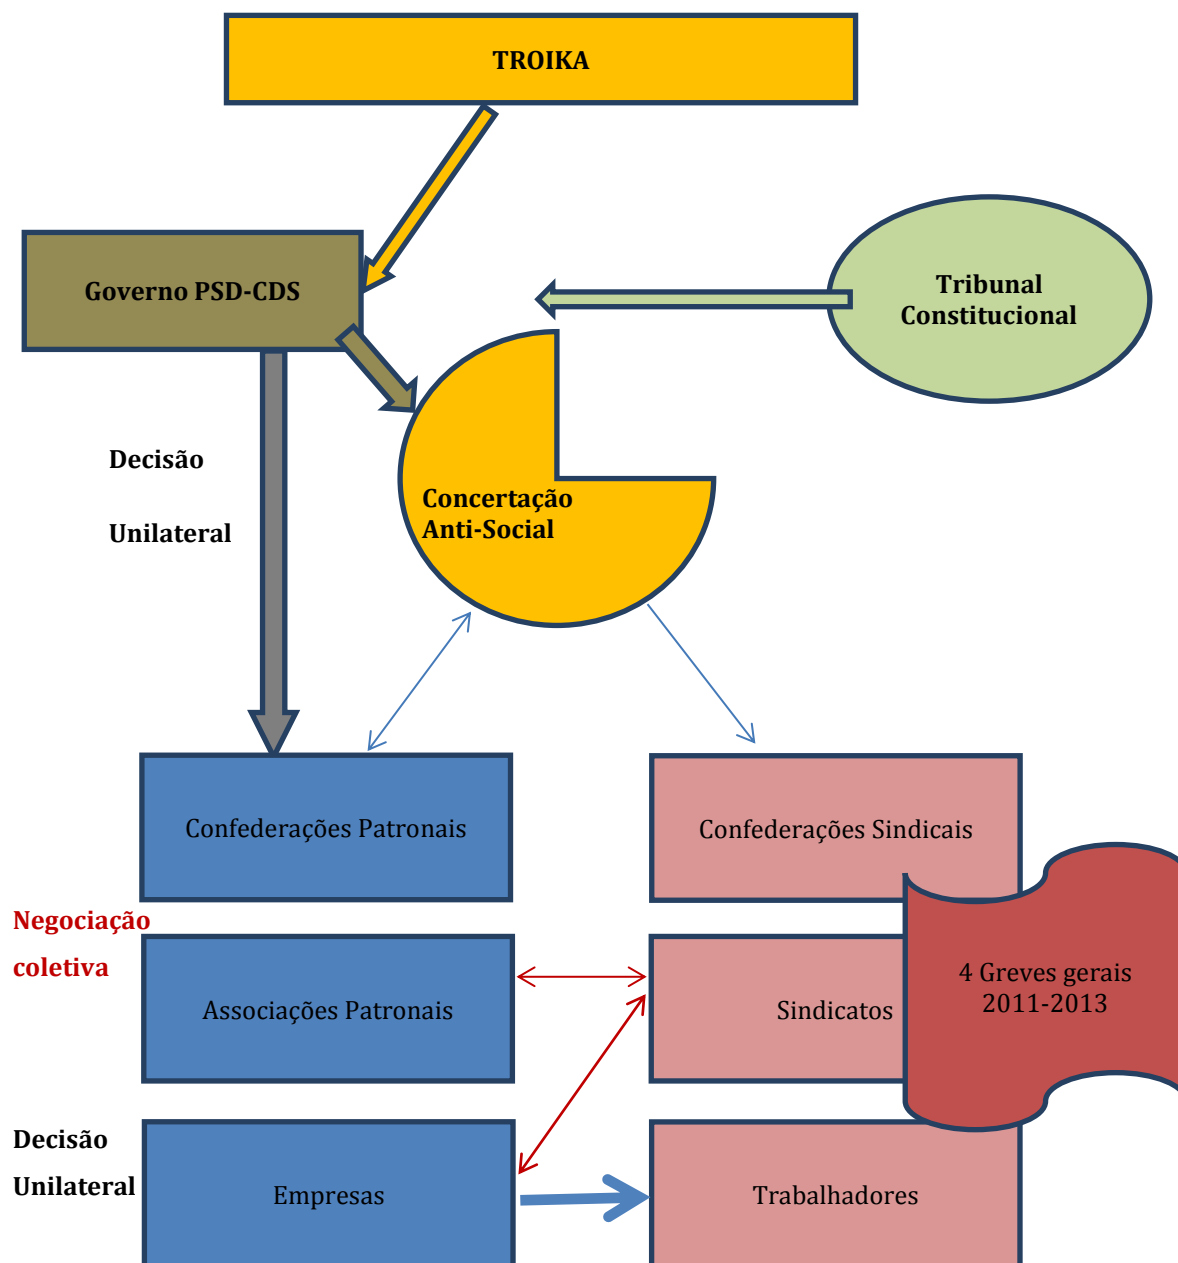 TROIKA
Governo PSD-CDS
Tribunal
Constitucional
Decisão
Unilateral
Concertação
Anti-Social
Confederações Patronais
Confederações Sindicais
Negociação
coletiva
Associações Patronais
Sindicatos
4 Greves gerais
2011-2013
Decisão
Unilateral
Empresas
Trabalhadores